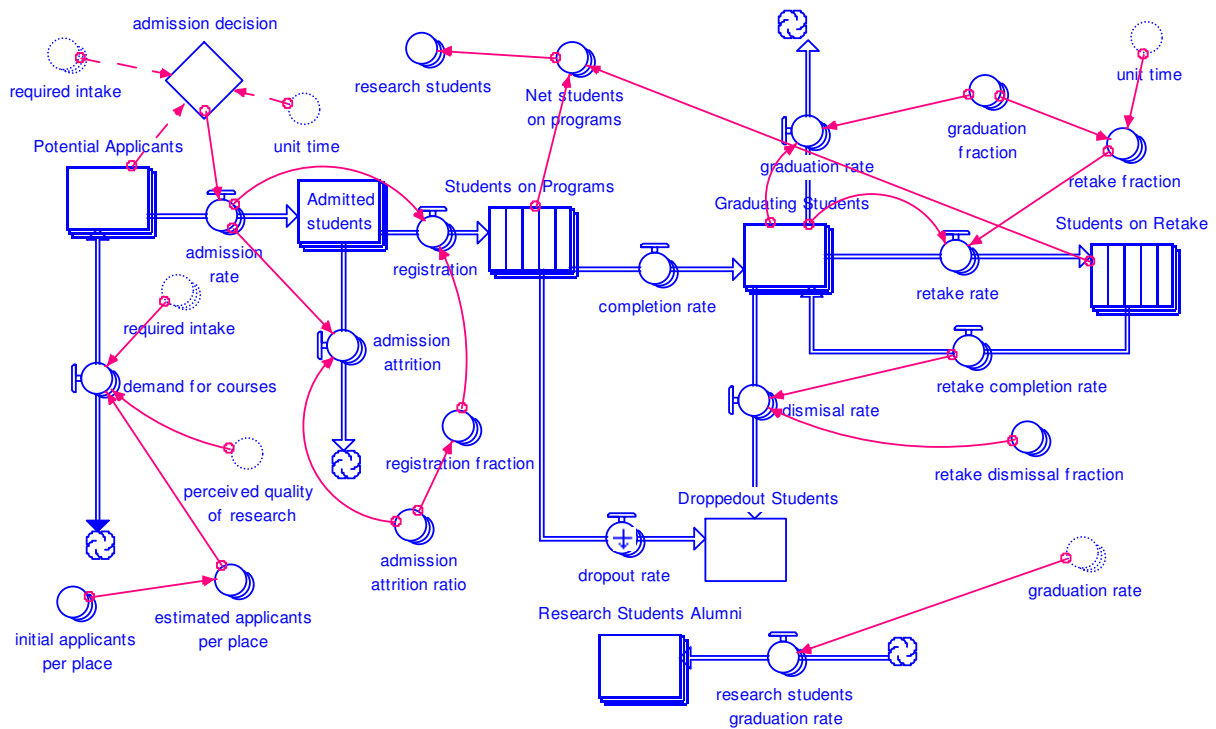 admission decision
required intake
research students
Net students
on programs
unit time
graduation
fraction
unit time
Potential Applicants
graduation rate
retake fraction
Students on Programs
Admitted
students
Graduating Students
Students on Retake
admission
rate
registration
completion rate
retake rate
required intake
admission
attrition
demand for courses
retake completion rate
dismisal rate
registration fraction
retake dismissal fraction
perceived quality
of research
Droppedout Students
admission
attrition ratio
dropout rate
graduation rate
estimated applicants
per place
initial applicants
per place
Research Students Alumni
research students
graduation rate